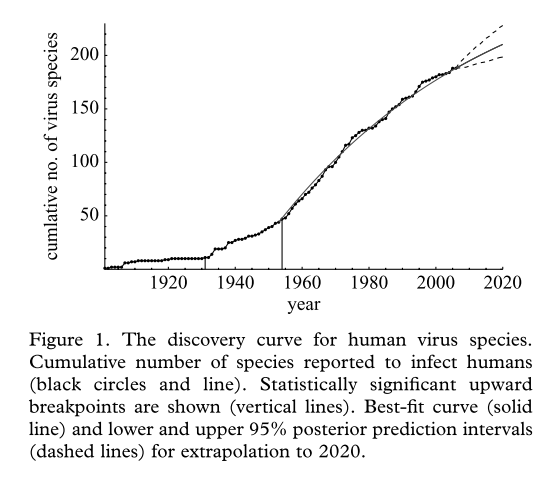 cumlative no. of virus species
200
150
100
50
1920 1940 1960 1980 2000 2020
year
Figure 1. The discovery curve for human virus species.
Cumulative number of species reported to infect humans
(black circles and line). Statistically significant upward
breakpoints are shown (vertical lines). Best-fit curve (solid
line) and lower and upper 95% posterior prediction intervals
(dashed lines) for extrapolation to 2020.